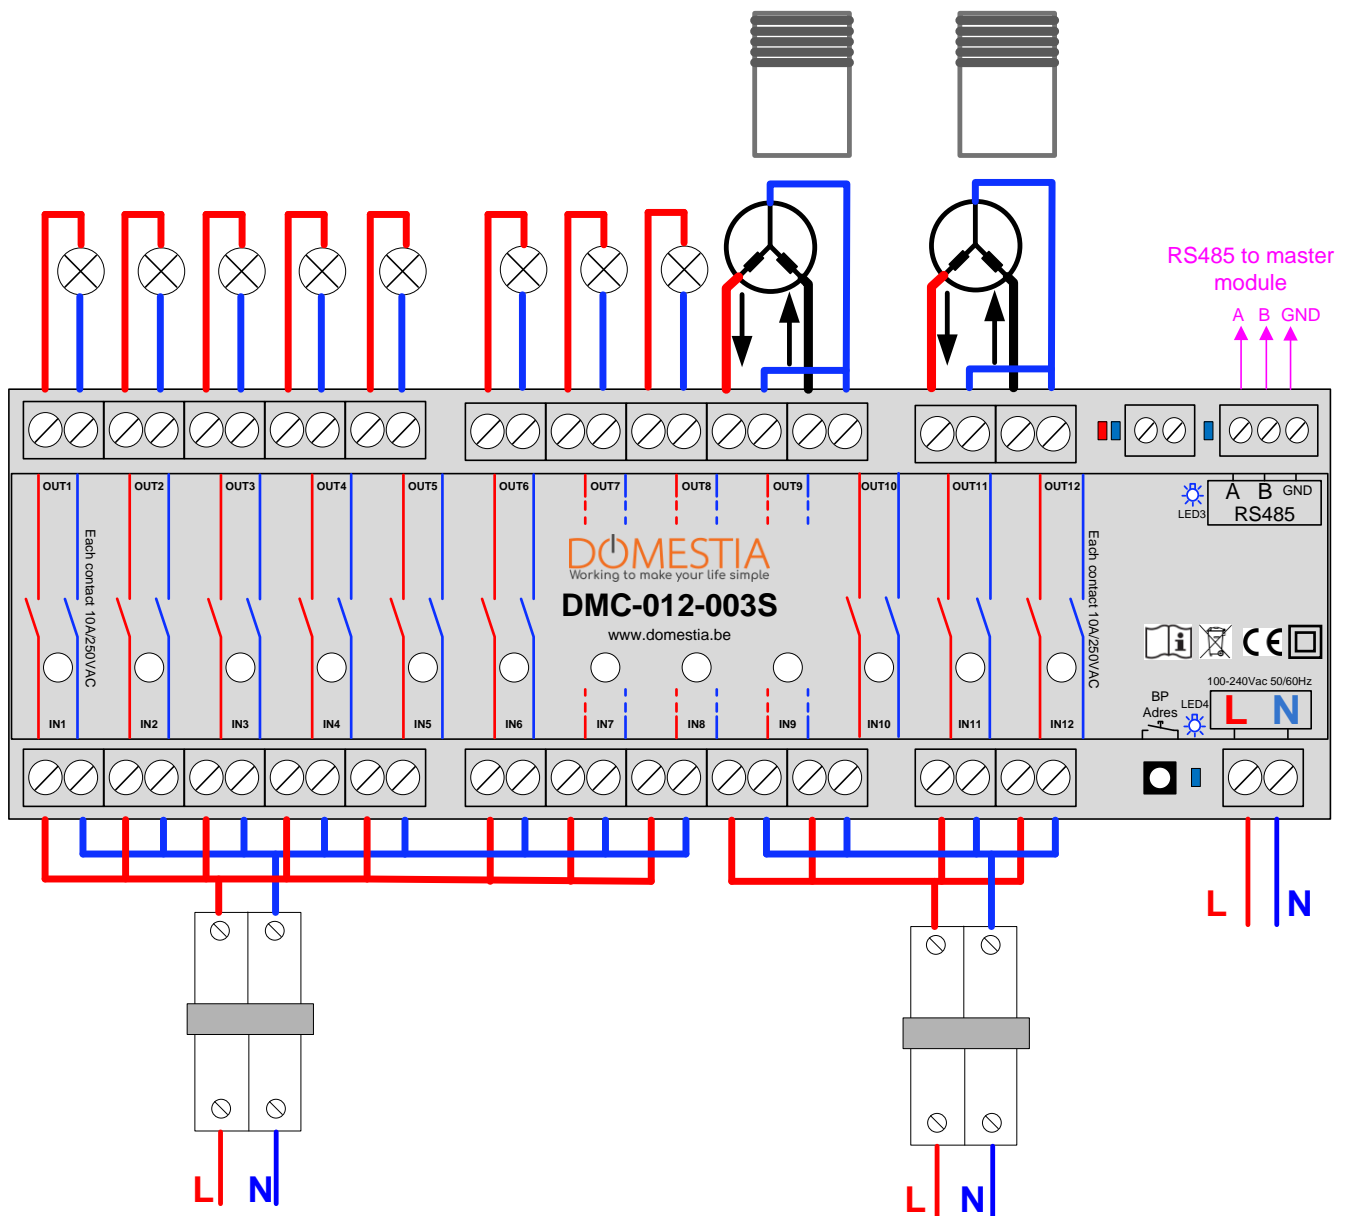 RS485 to master
module
A B GND
OUT1 OUT2 OUT3 OUT4 OUT5 OUT6 OUT7 OUT8 OUT9 OUT10 OUT11 OUT12
A B GND
RS485
LED3
Each contact 10A/250VAC
DOMESTIA
Working to make your life simple
DMC-012-003S
www.domestia.be
Each contact 10A/250VAC
i
CE
100-240Vac 50/60Hz
L N
BP
Adres
LED4
IN1 IN2 IN3 IN4 IN5 IN6 IN7 IN8 IN9 IN10 IN11 IN12
L N
L N
L N